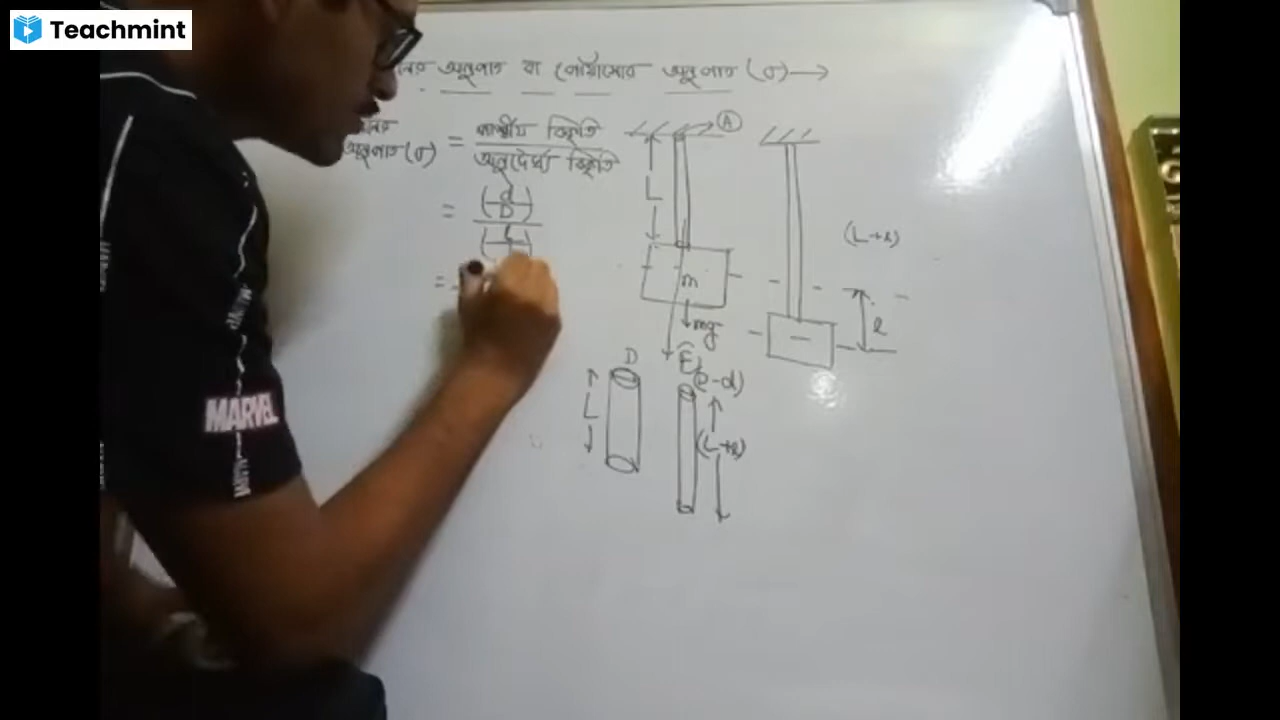 Teachmint
অনুপাত বা পোয়াসোর অনুপাত (σ) →
অনুপাত (σ) = পার্শ্বীয় বিকৃতি / অনুদৈর্ঘ্য বিকৃতি
= (d/D) / (l/
=
A
L
m
mg
F
(L+l)
l
D
L
(D-d)
(L+l)
MARVEL